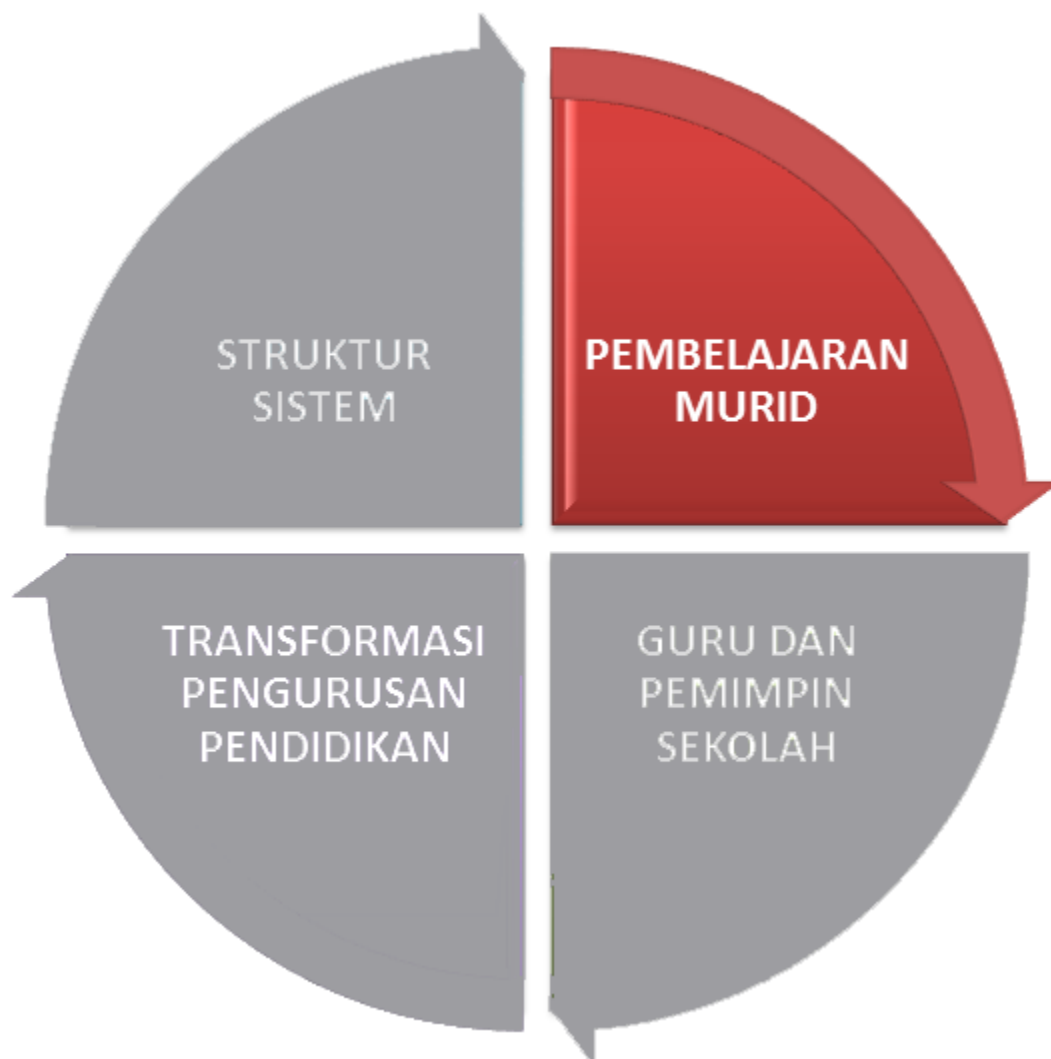 STRUKTUR
SISTEM
PEMBELAJARAN
MURID
TRANSFORMASI
PENGURUSAN
PENDIDIKAN
GURU DAN
PEMIMPIN
SEKOLAH